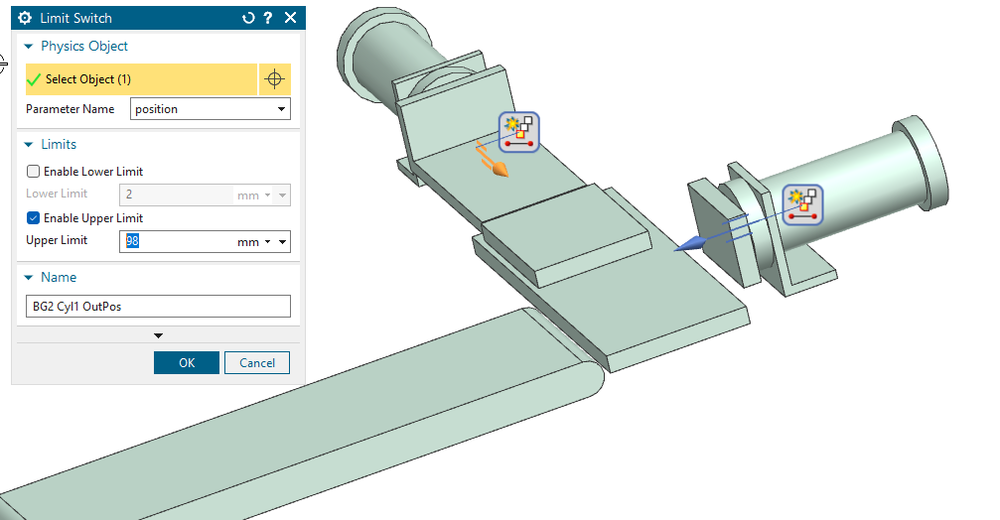 Limit Switch ?
Physics Object
Select Object (1)
Parameter Name position
Limits
Enable Lower Limit
Lower Limit 2 mm
Enable Upper Limit
Upper Limit 98 mm
Name
BG2 Cyl1 OutPos
OK Cancel